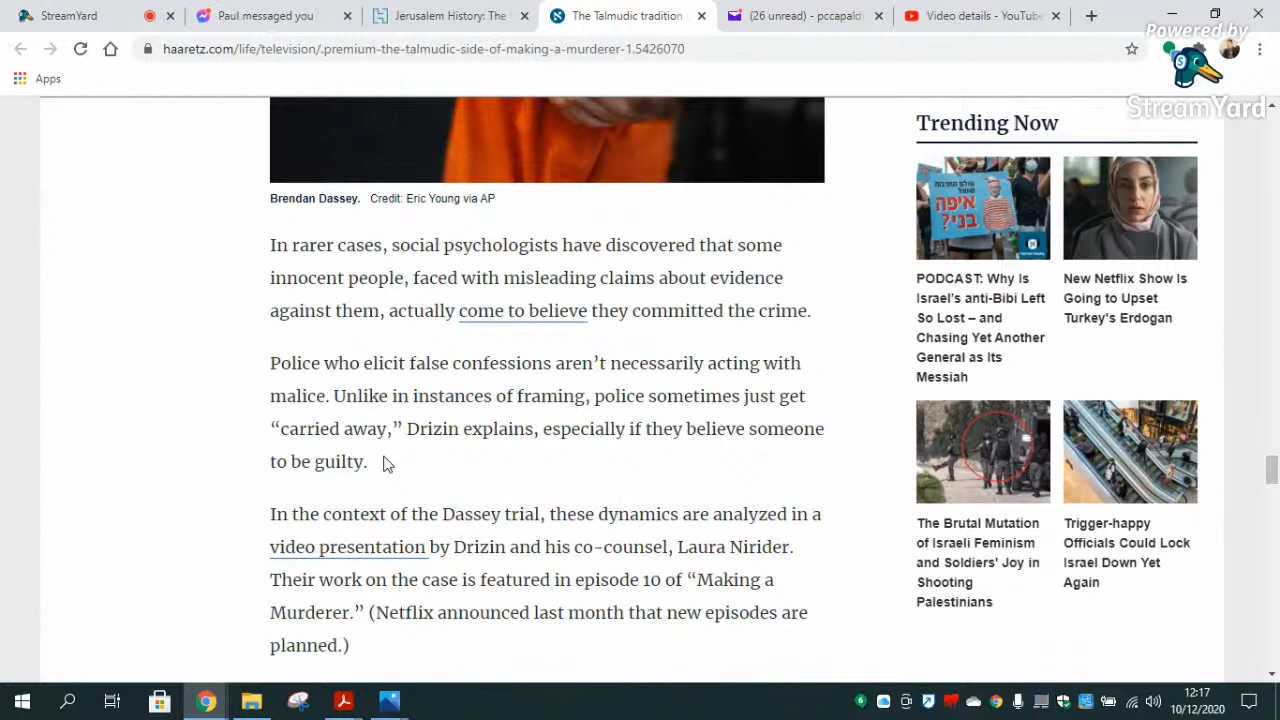 StreamYard
Paul messaged you
Jerusalem History: The
The Talmudic tradition
(26 unread) - pccapaldi
Video details - YouTube
haaretz.com/life/television/.premium-the-talmudic-side-of-making-a-murderer-1.5426070
Powered by
StreamYard
Apps
Brendan Dassey. Credit: Eric Young via AP
In rarer cases, social psychologists have discovered that some
innocent people, faced with misleading claims about evidence
against them, actually come to believe they committed the crime.
Police who elicit false confessions aren’t necessarily acting with
malice. Unlike in instances of framing, police sometimes just get
“carried away,” Drizin explains, especially if they believe someone
to be guilty.
In the context of the Dassey trial, these dynamics are analyzed in a
video presentation by Drizin and his co-counsel, Laura Nirider.
Their work on the case is featured in episode 10 of “Making a
Murderer.” (Netflix announced last month that new episodes are
planned.)
Trending Now
איפה
בני?
PODCAST: Why Is
Israel's anti-Bibi Left
So Lost – and
Chasing Yet Another
General as Its
Messiah
New Netflix Show Is
Going to Upset
Turkey's Erdogan
The Brutal Mutation
of Israeli Feminism
and Soldiers' Joy in
Shooting
Palestinians
Trigger-happy
Officials Could Lock
Israel Down Yet
Again
12:17
10/12/2020